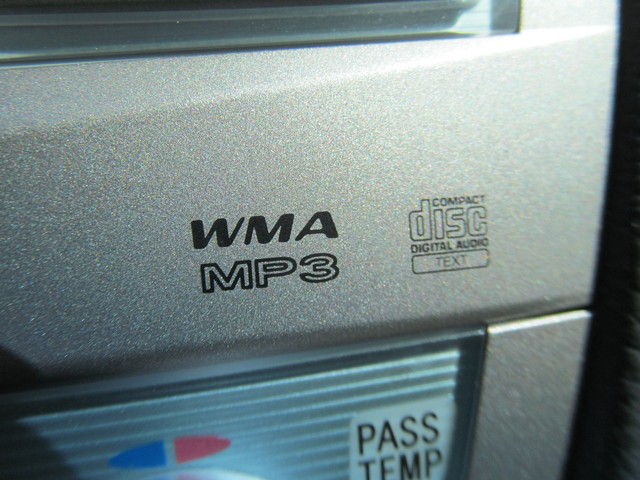 WMA
MP3
COMPACT
disc
DIGITAL AUDIO
TEXT
PASS
TEMP